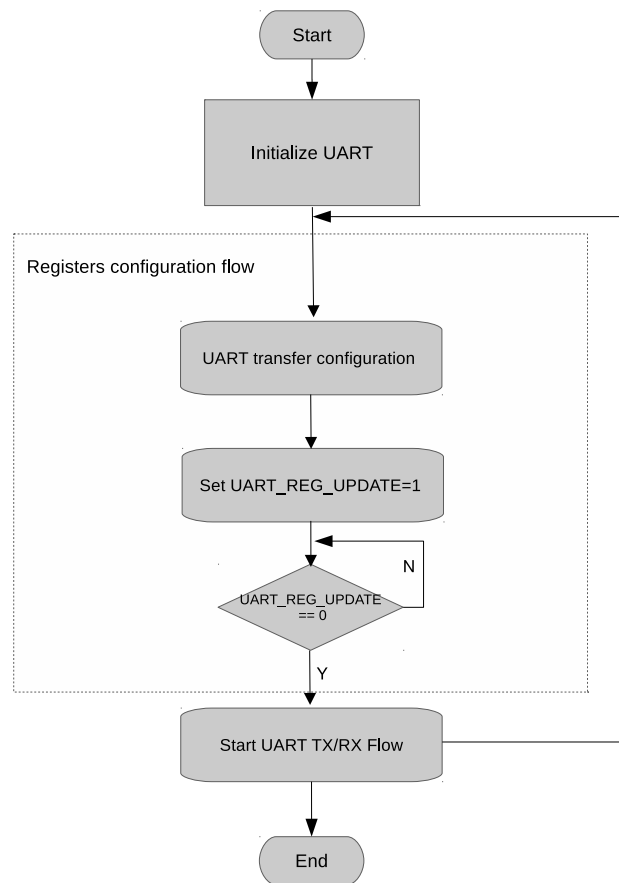 Start
Initialize UART
Registers configuration flow
UART transfer configuration
Set UART_REG_UPDATE=1
N
UART_REG_UPDATE
== 0
Y
Start UART TX/RX Flow
End